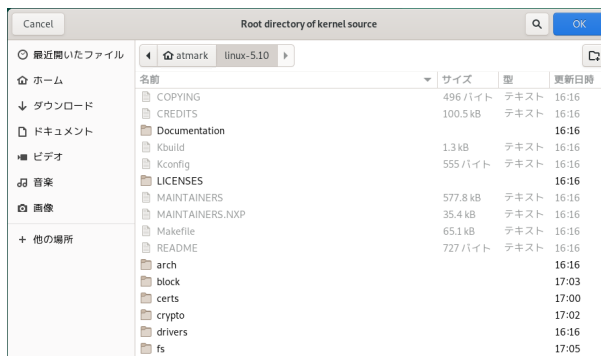 Cancel Root directory of kernel source OK
最近開いたファイル atmark linux-5.10
名前 サイズ 型 更新日時
ホーム
COPYING 496 バイト テキスト 16:16
ダウンロード
CREDITS 100.5 kB テキスト 16:16
ドキュメント
Documentation 16:16
ビデオ
Kbuild 1.3 kB テキスト 16:16
Kconfig 555 バイト テキスト 16:16
音楽
LICENSES 16:16
画像
MAINTAINERS 577.8 kB テキスト 16:16
MAINTAINERS.NXP 35.4 kB テキスト 16:16
+ 他の場所
Makefile 65.1 kB テキスト 16:16
README 727 バイト テキスト 16:16
arch 16:16
block 17:03
certs 17:00
crypto 17:02
drivers 16:16
fs 17:05